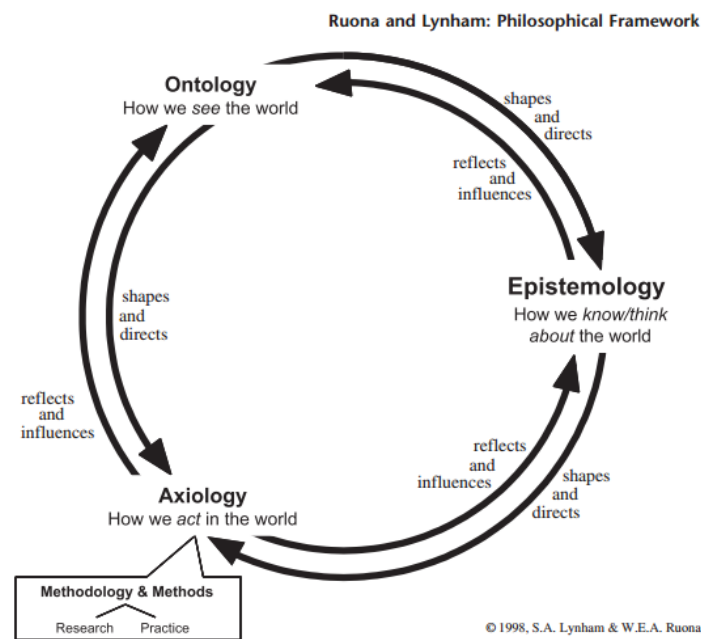 Ruona and Lynham: Philosophical Framework
Ontology
How we see the world
shapes
and
directs
reflects
and
influences
Epistemology
How we know/think
about the world
shapes
and
directs
reflects
and
influences
reflects
and
influences
shapes
and
directs
Axiology
How we act in the world
Methodology & Methods
Research Practice
© 1998, S.A. Lynham & W.E.A. Ruona